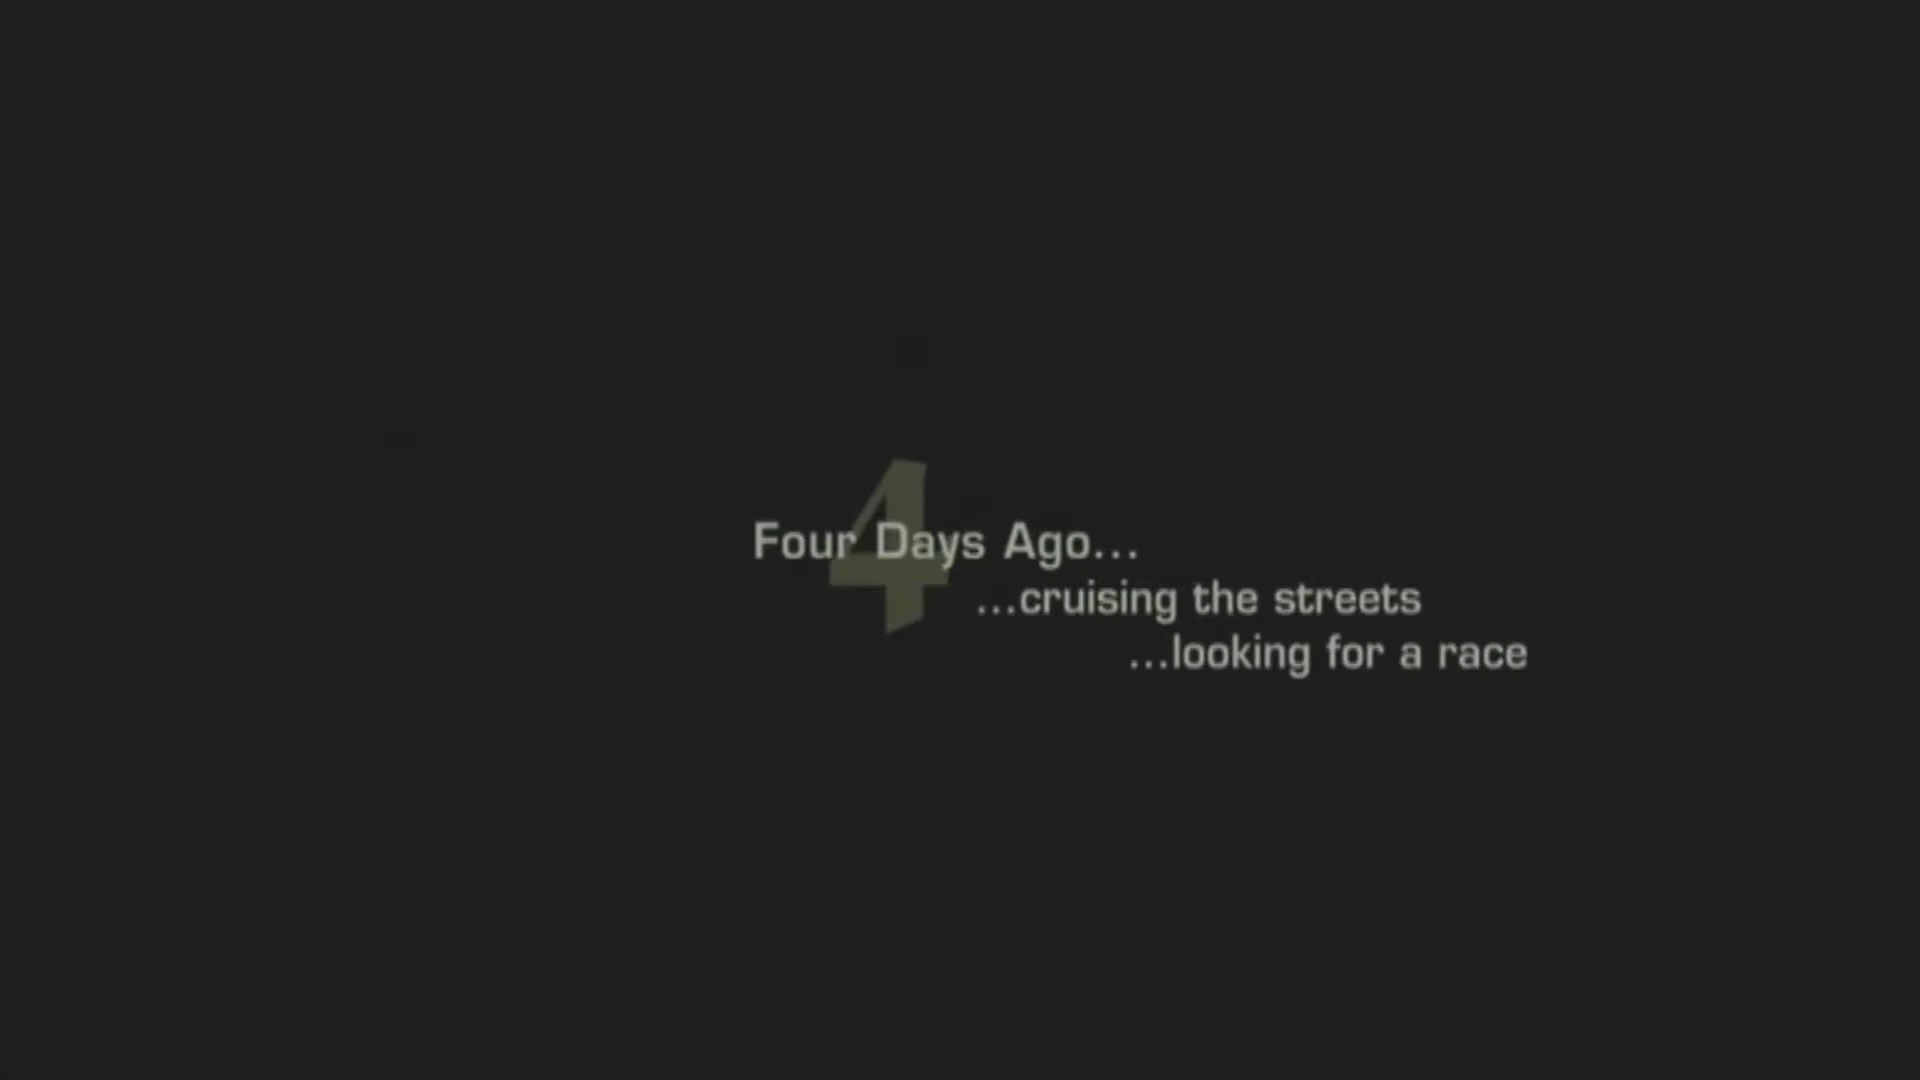 4
Four Days Ago...
...cruising the streets
...looking for a race